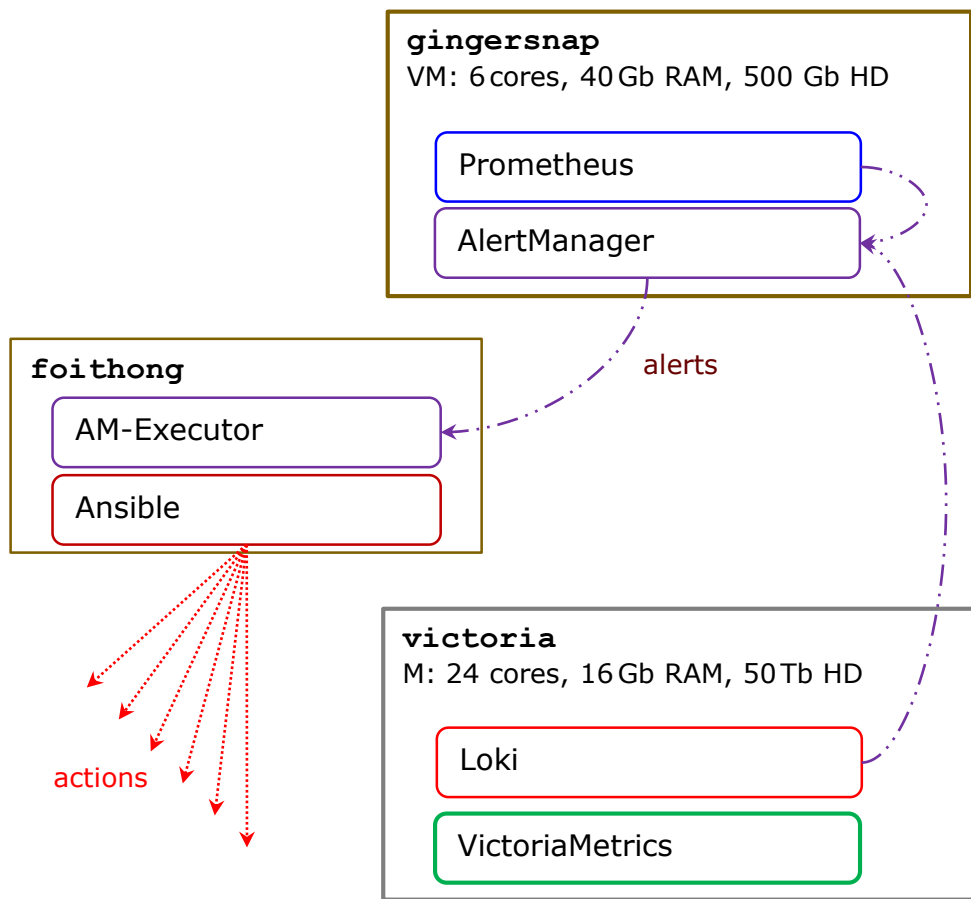 gingersnap
VM: 6 cores, 40 Gb RAM, 500 Gb HD
Prometheus
AlertManager
alerts
foithong
AM-Executor
Ansible
actions
victoria
M: 24 cores, 16 Gb RAM, 50 Tb HD
Loki
VictoriaMetrics